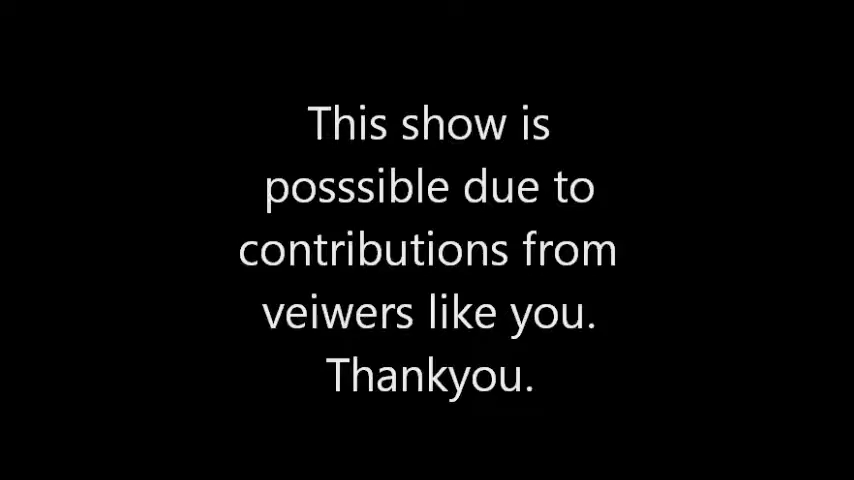 This show is
posssible due to
contributions from
veiwers like you.
Thankyou.